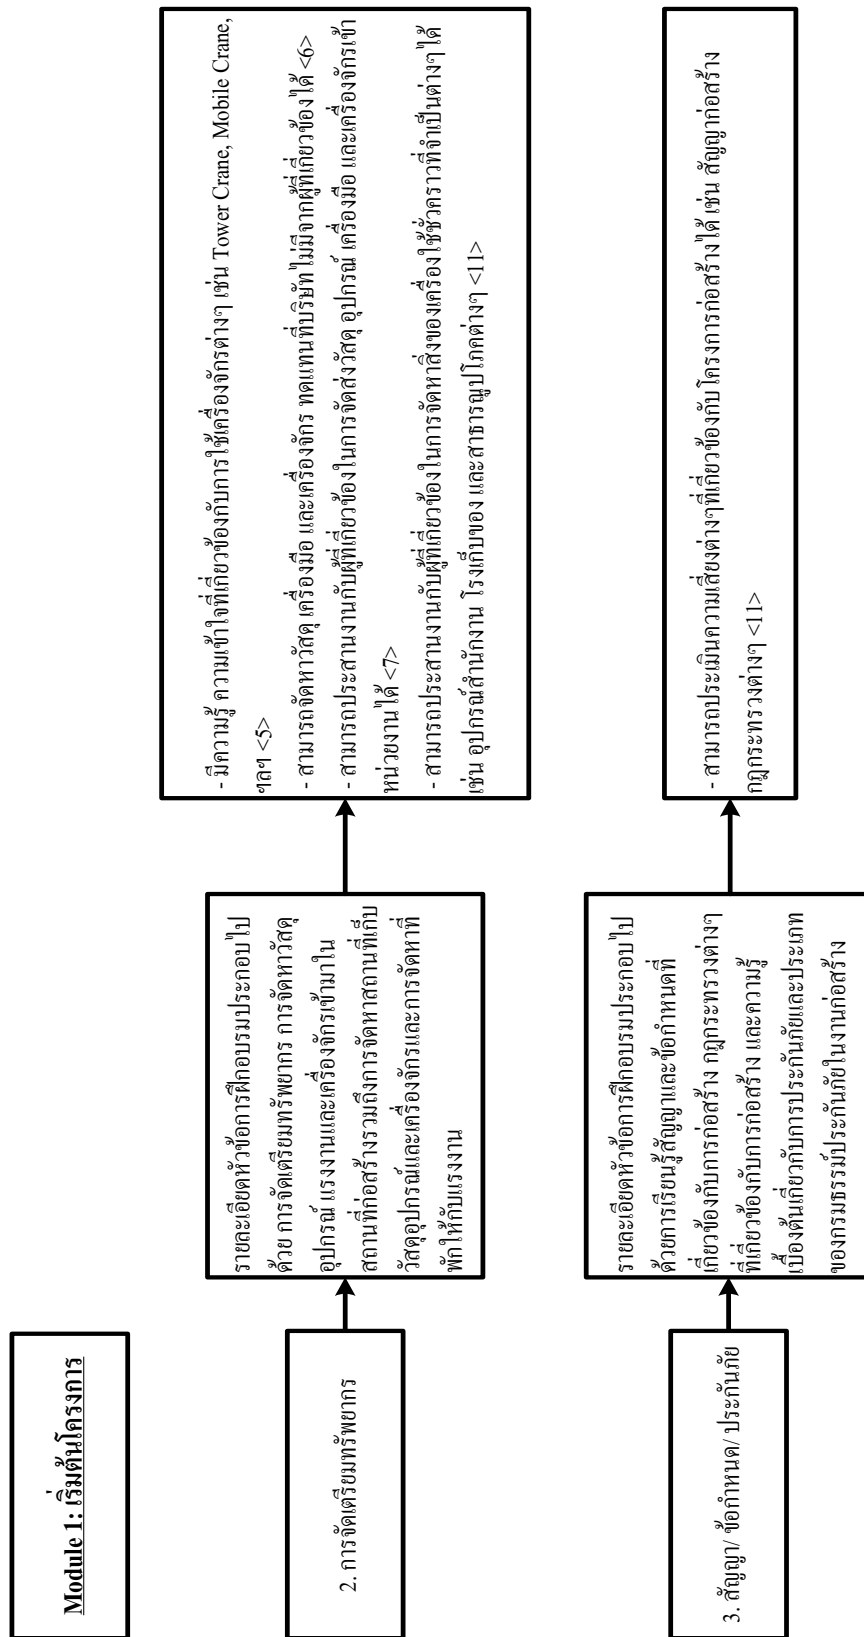 Module 1: เริ่มต้นโครงการ
2. การจัดเตรียมทรัพยากร
รายละเอียดหัวข้อการฝึกอบรมประกอบไป
ด้วย การจัดเตรียมทรัพยากร การจัดหาวัสดุ
อุปกรณ์ แรงงานและเครื่องจักรเข้ามาใน
สถานที่ก่อสร้างรวมถึงการจัดหาสถานที่เก็บ
วัสดุอุปกรณ์และเครื่องจักรและการจัดหาที่
พักให้กับแรงงาน
- มีความรู้ ความเข้าใจที่เกี่ยวข้องกับการใช้เครื่องจักรต่างๆ เช่น Tower Crane, Mobile Crane,
ฯลฯ <5>
- สามารถจัดหาวัสดุ เครื่องมือ และเครื่องจักร ทดแทนที่บริษัทไม่มีจากผู้ที่เกี่ยวข้องได้ <6>
- สามารถประสานงานกับผู้ที่เกี่ยวข้องในการจัดส่งวัสดุ อุปกรณ์ เครื่องมือ และเครื่องจักรเข้า
หน่วยงานได้ <7>
- สามารถประสานงานกับผู้ที่เกี่ยวข้องในการจัดหาสิ่งของเครื่องใช้ชั่วคราวที่จำเป็นต่างๆ ได้
เช่น อุปกรณ์สำนักงาน โรงเก็บของ และสาธารณูปโภคต่างๆ <11>
3. สัญญา/ ข้อกำหนด/ ประกันภัย
รายละเอียดหัวข้อการฝึกอบรมประกอบไป
ด้วยการเรียนรู้สัญญาและข้อกำหนดที่
เกี่ยวข้องกับการก่อสร้าง กฎกระทรวงต่างๆ
ที่เกี่ยวข้องกับการก่อสร้าง และความรู้
เบื้องต้นเกี่ยวกับการประกันภัยและประเภท
ของกรมธรรม์ประกันภัยในงานก่อสร้าง
- สามารถประเมินความเสี่ยงต่างๆที่เกี่ยวข้องกับโครงการก่อสร้างได้ เช่น สัญญาก่อสร้าง
กฎกระทรวงต่างๆ <11>